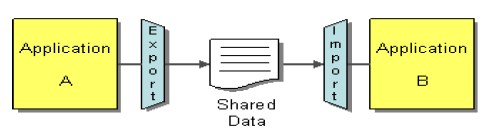 Application
A
Export
Shared
Data
Import
Application
B